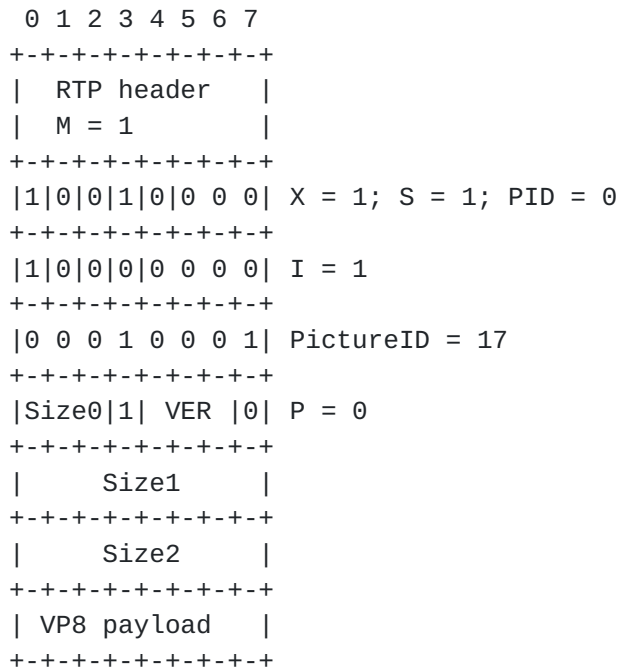 0 1 2 3 4 5 6 7
+-+-+-+-+-+-+-+-+
|  RTP header   |
|  M = 1        |
+-+-+-+-+-+-+-+-+
|1|0|0|1|0|0 0 0| X = 1; S = 1; PID = 0
+-+-+-+-+-+-+-+-+
|1|0|0|0|0 0 0 0| I = 1
+-+-+-+-+-+-+-+-+
|0 0 0 1 0 0 0 1| PictureID = 17
+-+-+-+-+-+-+-+-+
|Size0|1| VER |0| P = 0
+-+-+-+-+-+-+-+-+
|     Size1     |
+-+-+-+-+-+-+-+-+
|     Size2     |
+-+-+-+-+-+-+-+-+
| VP8 payload   |
+-+-+-+-+-+-+-+-+